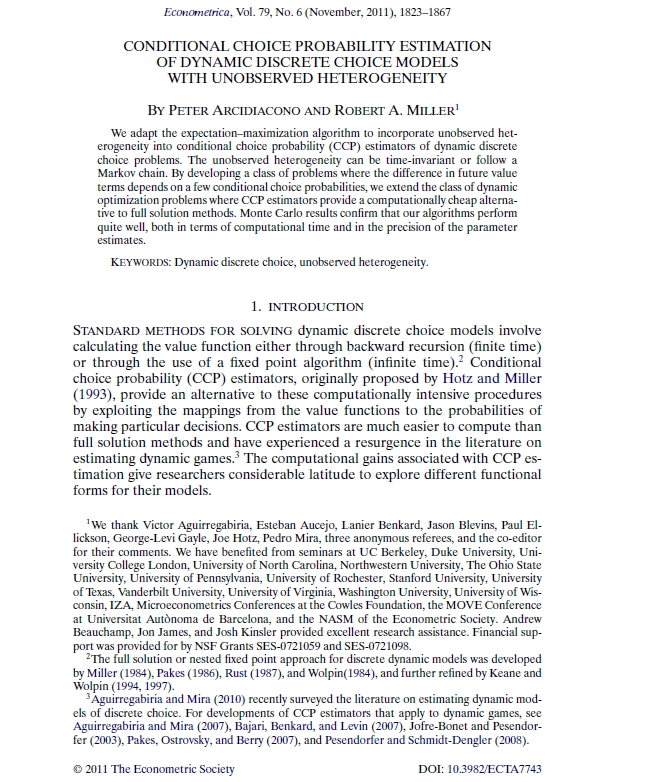 Econometrica, Vol. 79, No. 6 (November, 2011), 1823–1867
CONDITIONAL CHOICE PROBABILITY ESTIMATION
OF DYNAMIC DISCRETE CHOICE MODELS
WITH UNOBSERVED HETEROGENEITY
BY PETER ARCIDIACONO AND ROBERT A. MILLER¹
We adapt the expectation–maximization algorithm to incorporate unobserved het-
erogeneity into conditional choice probability (CCP) estimators of dynamic discrete
choice problems. The unobserved heterogeneity can be time-invariant or follow a
Markov chain. By developing a class of problems where the difference in future value
terms depends on a few conditional choice probabilities, we extend the class of dynamic
optimization problems where CCP estimators provide a computationally cheap alterna-
tive to full solution methods. Monte Carlo results confirm that our algorithms perform
quite well, both in terms of computational time and in the precision of the parameter
estimates.
KEYWORDS: Dynamic discrete choice, unobserved heterogeneity.
1. INTRODUCTION
STANDARD METHODS FOR SOLVING dynamic discrete choice models involve
calculating the value function either through backward recursion (finite time)
or through the use of a fixed point algorithm (infinite time).² Conditional
choice probability (CCP) estimators, originally proposed by Hotz and Miller
(1993), provide an alternative to these computationally intensive procedures
by exploiting the mappings from the value functions to the probabilities of
making particular decisions. CCP estimators are much easier to compute than
full solution methods and have experienced a resurgence in the literature on
estimating dynamic games.³ The computational gains associated with CCP es-
timation give researchers considerable latitude to explore different functional
forms for their models.
¹We thank Victor Aguirregabiria, Esteban Aucejo, Lanier Benkard, Jason Blevins, Paul El-
lickson, George-Levi Gayle, Joe Hotz, Pedro Mira, three anonymous referees, and the co-editor
for their comments. We have benefited from seminars at UC Berkeley, Duke University, Uni-
versity College London, University of North Carolina, Northwestern University, The Ohio State
University, University of Pennsylvania, University of Rochester, Stanford University, University
of Texas, Vanderbilt University, University of Virginia, Washington University, University of Wis-
consin, IZA, Microeconometrics Conferences at the Cowles Foundation, the MOVE Conference
at Universitat Autònoma de Barcelona, and the NASM of the Econometric Society. Andrew
Beauchamp, Jon James, and Josh Kinsler provided excellent research assistance. Financial sup-
port was provided for by NSF Grants SES-0721059 and SES-0721098.
²The full solution or nested fixed point approach for discrete dynamic models was developed
by Miller (1984), Pakes (1986), Rust (1987), and Wolpin(1984), and further refined by Keane and
Wolpin (1994, 1997).
³Aguirregabiria and Mira (2010) recently surveyed the literature on estimating dynamic mod-
els of discrete choice. For developments of CCP estimators that apply to dynamic games, see
Aguirregabiria and Mira (2007), Bajari, Benkard, and Levin (2007), Jofre-Bonet and Pesendor-
fer (2003), Pakes, Ostrovsky, and Berry (2007), and Pesendorfer and Schmidt-Dengler (2008).
© 2011 The Econometric Society DOI: 10.3982/ECTA7743